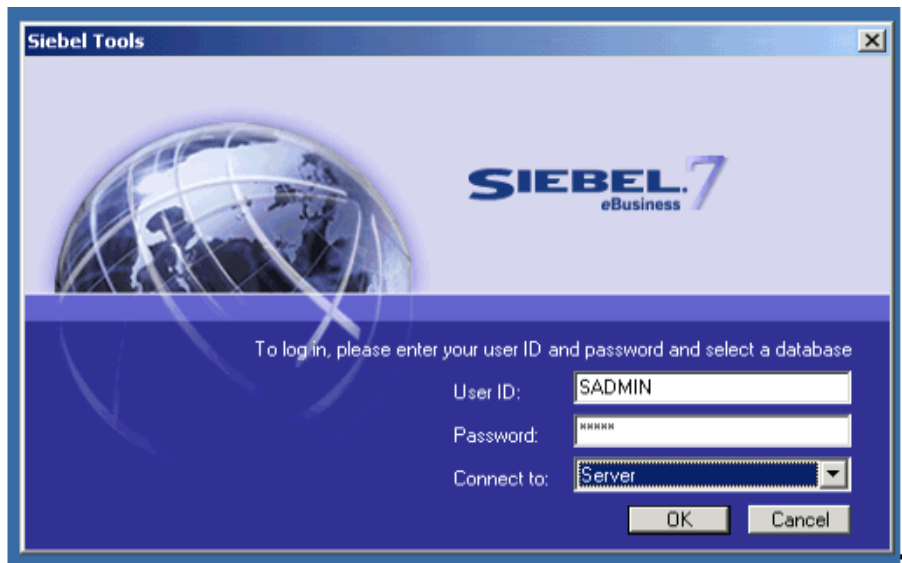 Siebel Tools
SIEBEL. 7
eBusiness
To log in, please enter your user ID and password and select a database
User ID: SADMIN
Password: *****
Connect to: Server
OK Cancel